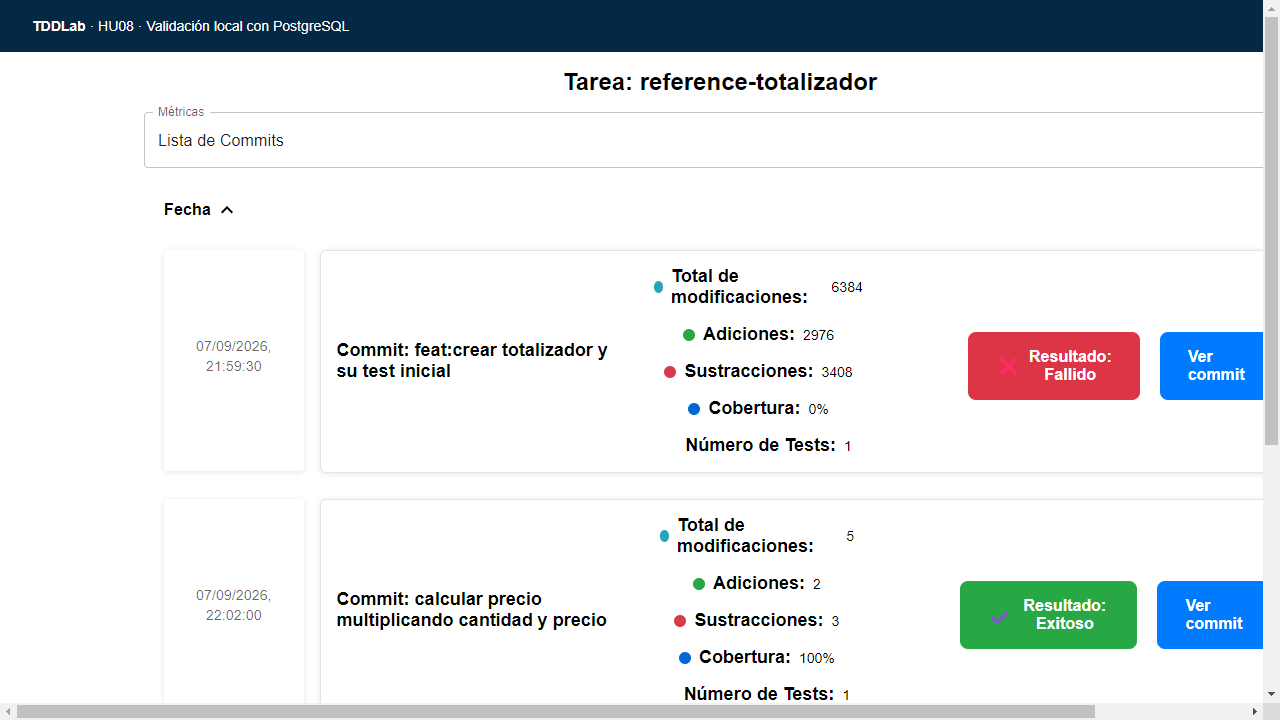 TDDLab · HU08 · Validación local con PostgreSQL
Tarea: reference-totalizador
Métricas
Lista de Commits
Fecha
07/09/2026,
21:59:30
Commit: feat:crear totalizador y
su test inicial
Total de
modificaciones: 6384
Adiciones: 2976
Sustracciones: 3408
Cobertura: 0%
Número de Tests: 1
Resultado:
Fallido
Ver
commit
07/09/2026,
22:02:00
Commit: calcular precio
multiplicando cantidad y precio
Total de
modificaciones: 5
Adiciones: 2
Sustracciones: 3
Cobertura: 100%
Número de Tests: 1
Resultado:
Exitoso
Ver
commit